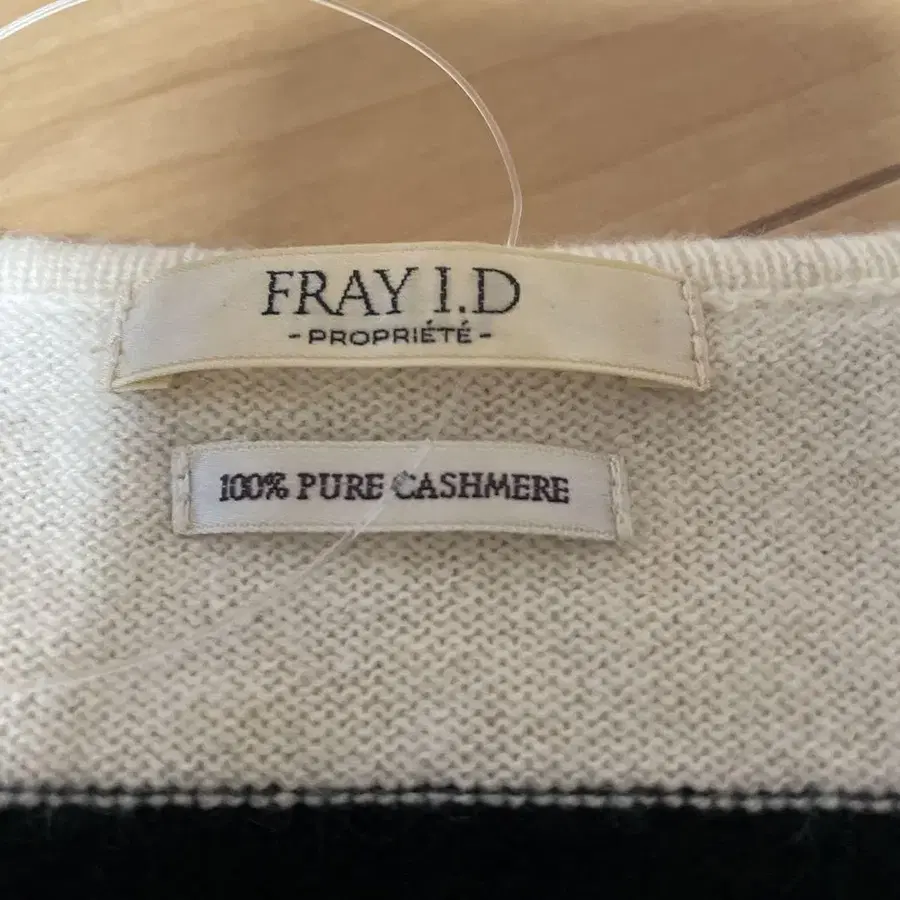 FRAY I.D
-PROPRIÉTÉ-
100% PURE CASHMERE